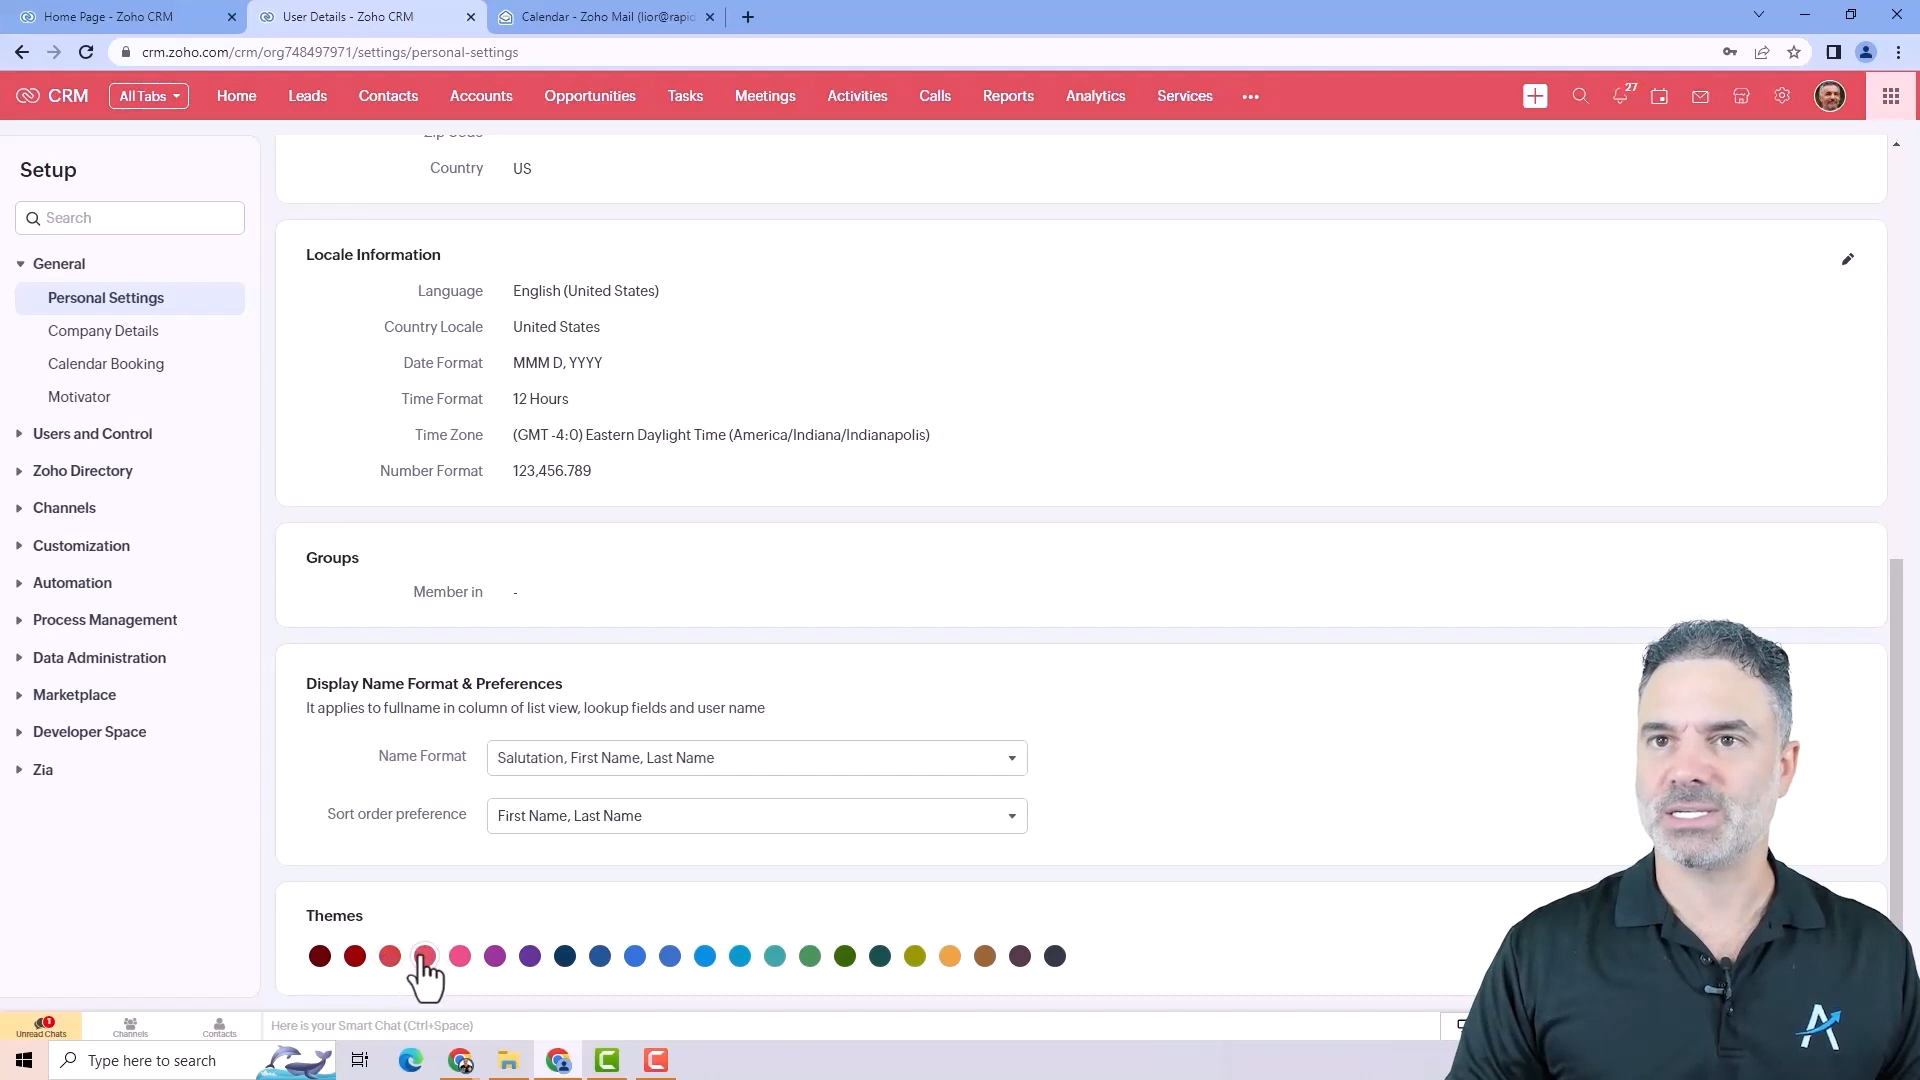 Home Page - Zoho CRM
User Details - Zoho CRM
Calendar - Zoho Mail (lior@rapid
crm.zoho.com/crm/org748497971/settings/personal-settings
CRM
All Tabs
Home
Leads
Contacts
Accounts
Opportunities
Tasks
Meetings
Activities
Calls
Reports
Analytics
Services
27
Setup
Search
General
Personal Settings
Company Details
Calendar Booking
Motivator
Users and Control
Zoho Directory
Channels
Customization
Automation
Process Management
Data Administration
Marketplace
Developer Space
Zia
Zip Code
Country US
Locale Information
Language English (United States)
Country Locale United States
Date Format MMM D, YYYY
Time Format 12 Hours
Time Zone (GMT -4:0) Eastern Daylight Time (America/Indiana/Indianapolis)
Number Format 123,456.789
Groups
Member in -
Display Name Format & Preferences
It applies to fullname in column of list view, lookup fields and user name
Name Format Salutation, First Name, Last Name
Sort order preference First Name, Last Name
Themes
1
Unread Chats
Channels
Contacts
Here is your Smart Chat (Ctrl+Space)
Type here to search